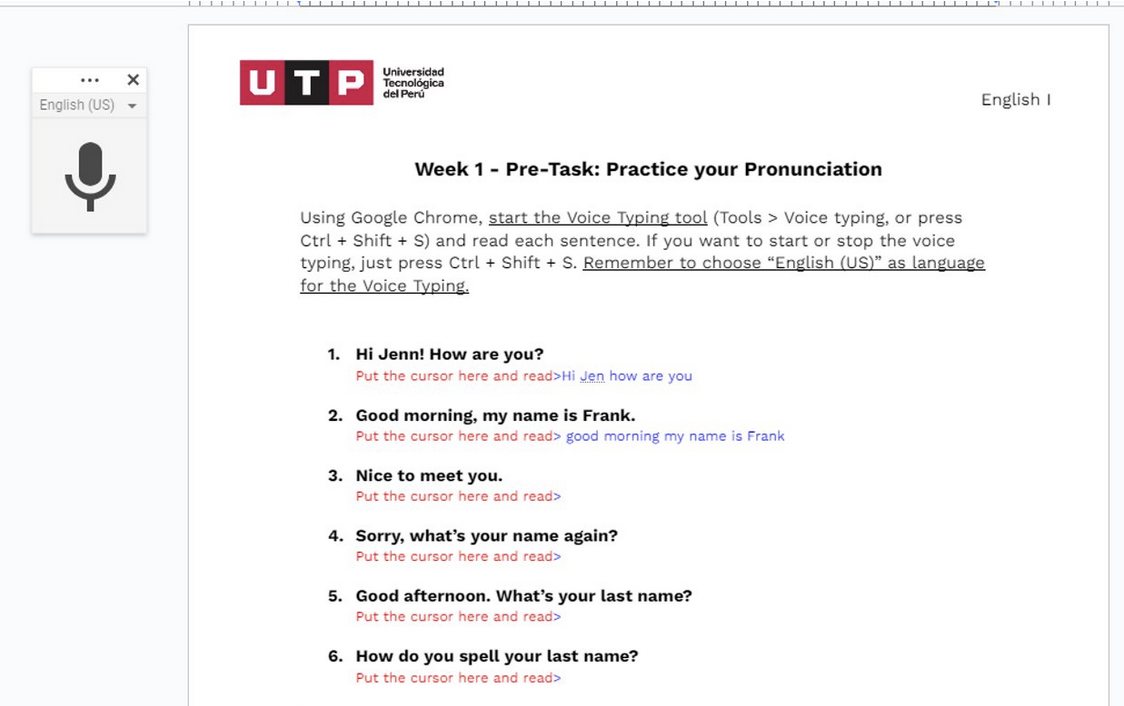 English (US)
UTP
Universidad
Tecnológica
del Perú
English I
Week 1 - Pre-Task: Practice your Pronunciation
Using Google Chrome, start the Voice Typing tool (Tools > Voice typing, or press
Ctrl + Shift + S) and read each sentence. If you want to start or stop the voice
typing, just press Ctrl + Shift + S. Remember to choose “English (US)” as language
for the Voice Typing.
1. Hi Jenn! How are you?
Put the cursor here and read>Hi Jen how are you
2. Good morning, my name is Frank.
Put the cursor here and read> good morning my name is Frank
3. Nice to meet you.
Put the cursor here and read>
4. Sorry, what’s your name again?
Put the cursor here and read>
5. Good afternoon. What’s your last name?
Put the cursor here and read>
6. How do you spell your last name?
Put the cursor here and read>